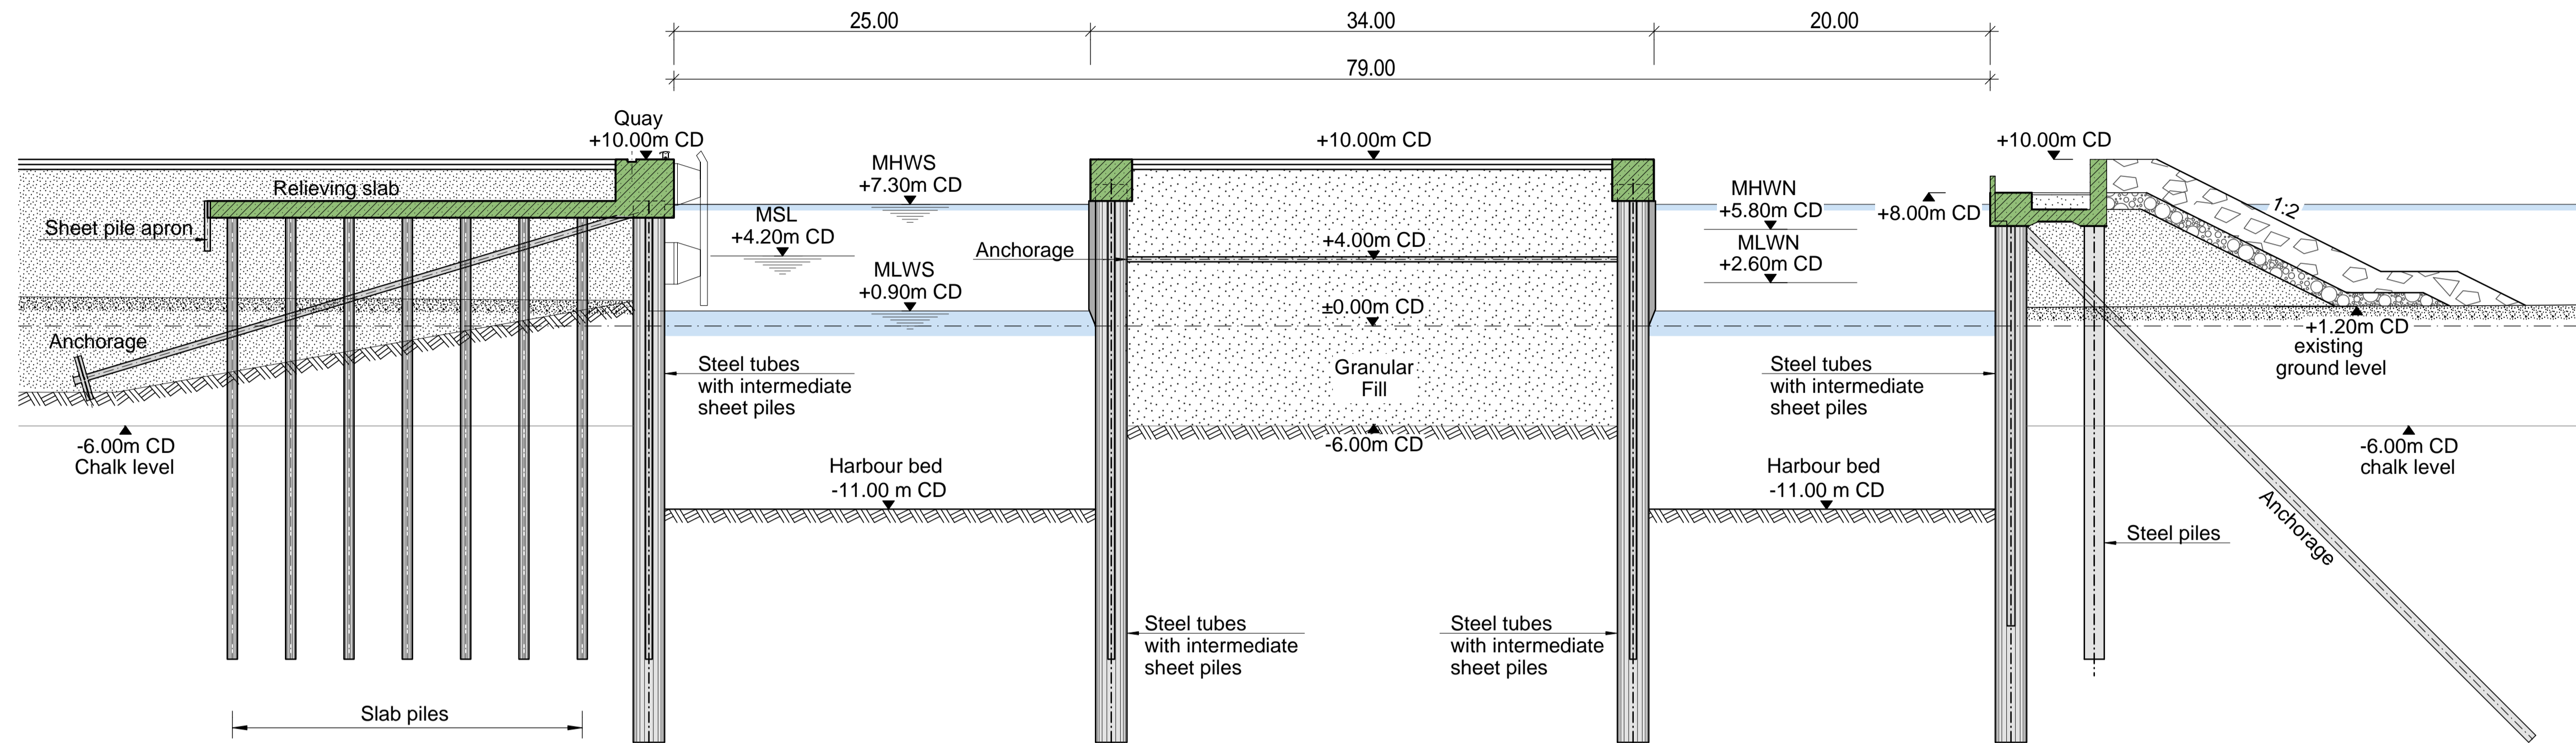 25.00
34.00
20.00
79.00
Quay
+10.00m CD
Relieving slab
Sheet pile apron
Anchorage
-6.00m CD
Chalk level
Slab piles
MHWS
+7.30m CD
MSL
+4.20m CD
MLWS
+0.90m CD
Steel tubes
with intermediate
sheet piles
Harbour bed
-11.00 m CD
+10.00m CD
Anchorage
+4.00m CD
±0.00m CD
Granular
Fill
-6.00m CD
Steel tubes
with intermediate
sheet piles
Steel tubes
with intermediate
sheet piles
MHWN
+5.80m CD
MLWN
+2.60m CD
+8.00m CD
Steel tubes
with intermediate
sheet piles
Harbour bed
-11.00 m CD
+10.00m CD
1:2
+1.20m CD
existing
ground level
-6.00m CD
chalk level
Anchorage
Steel piles